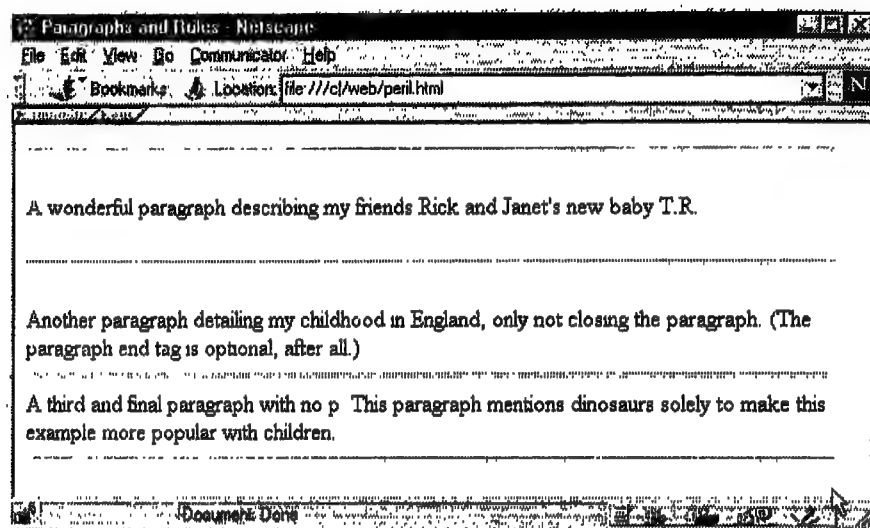 Paragraphs and Rules - Netscape
File Edit View Go Communicator Help
Bookmarks Location: file:///c|/web/peril.html
N
A wonderful paragraph describing my friends Rick and Janet's new baby T.R.
Another paragraph detailing my childhood in England, only not closing the paragraph. (The
paragraph end tag is optional, after all.)
A third and final paragraph with no p This paragraph mentions dinosaurs solely to make this
example more popular with children.
Document: Done